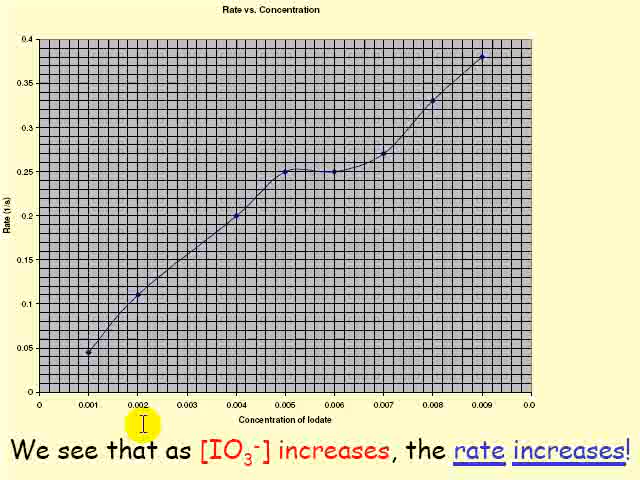 Rate vs. Concentration
0.4
0.35
0.3
0.25
0.2
0.15
0.1
0.05
0
Rate (1/s)
0 0.001 0.002 0.003 0.004 0.005 0.006 0.007 0.008 0.009 0.0
Concentration of Iodate
We see that as [IO₃⁻] increases, the rate increases!